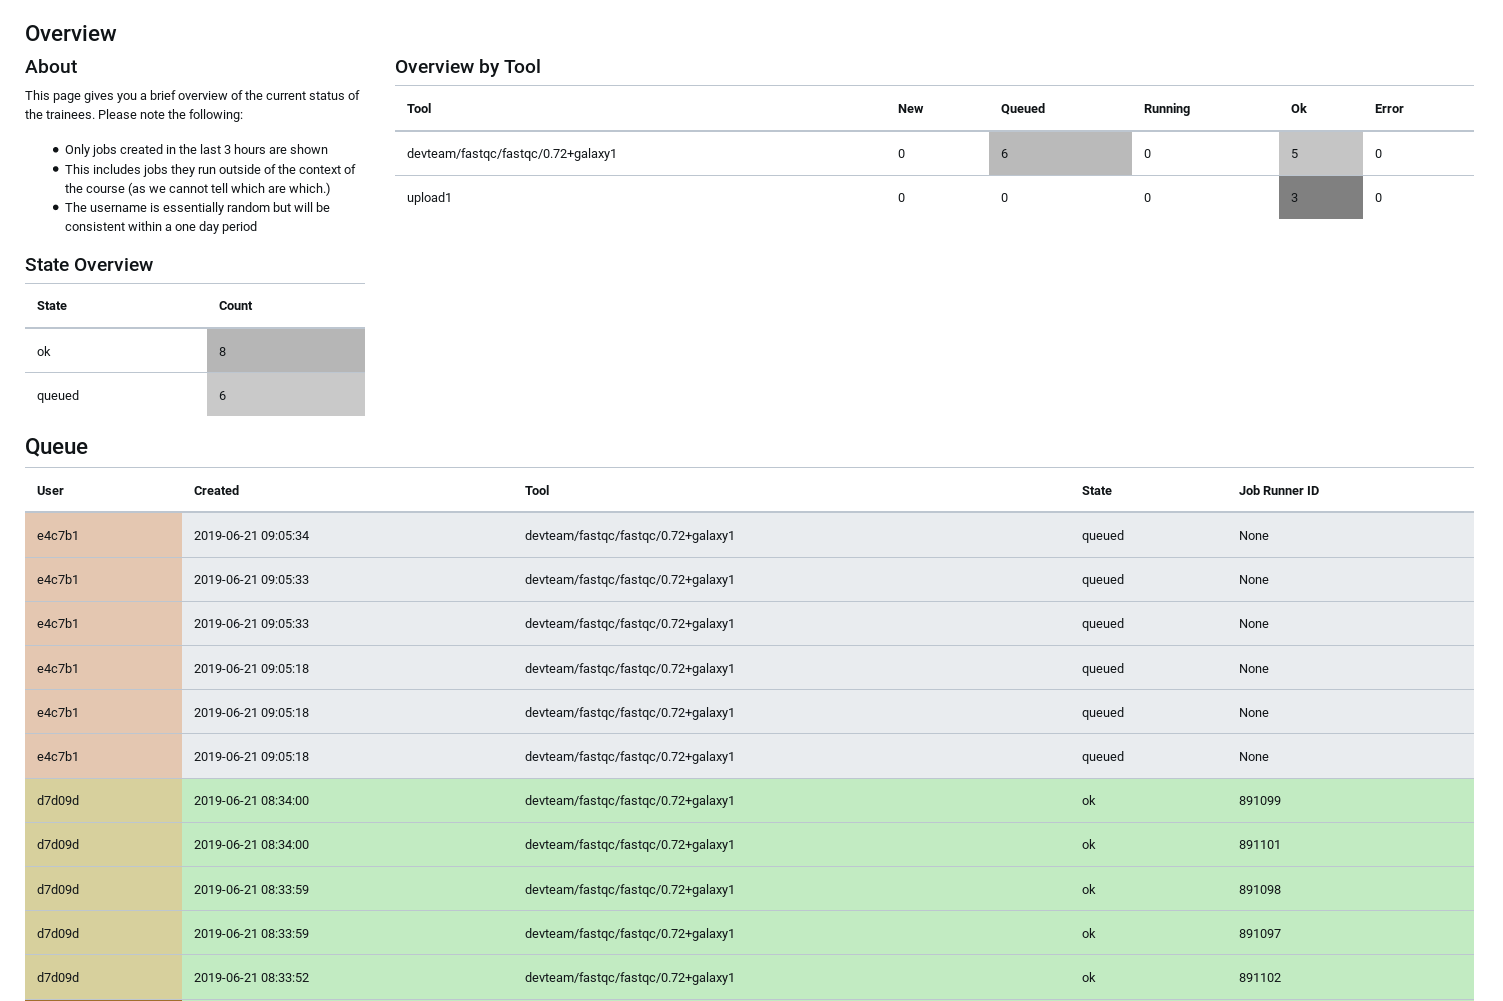 Overview
About
This page gives you a brief overview of the current status of
the trainees. Please note the following:
Only jobs created in the last 3 hours are shown
This includes jobs they run outside of the context of
the course (as we cannot tell which are which.)
The username is essentially random but will be
consistent within a one day period
State Overview
State Count
ok 8
queued 6
Overview by Tool
Tool New Queued Running Ok Error
devteam/fastqc/fastqc/0.72+galaxy1 0 6 0 5 0
upload1 0 0 0 3 0
Queue
User Created Tool State Job Runner ID
e4c7b1 2019-06-21 09:05:34 devteam/fastqc/fastqc/0.72+galaxy1 queued None
e4c7b1 2019-06-21 09:05:33 devteam/fastqc/fastqc/0.72+galaxy1 queued None
e4c7b1 2019-06-21 09:05:33 devteam/fastqc/fastqc/0.72+galaxy1 queued None
e4c7b1 2019-06-21 09:05:18 devteam/fastqc/fastqc/0.72+galaxy1 queued None
e4c7b1 2019-06-21 09:05:18 devteam/fastqc/fastqc/0.72+galaxy1 queued None
e4c7b1 2019-06-21 09:05:18 devteam/fastqc/fastqc/0.72+galaxy1 queued None
d7d09d 2019-06-21 08:34:00 devteam/fastqc/fastqc/0.72+galaxy1 ok 891099
d7d09d 2019-06-21 08:34:00 devteam/fastqc/fastqc/0.72+galaxy1 ok 891101
d7d09d 2019-06-21 08:33:59 devteam/fastqc/fastqc/0.72+galaxy1 ok 891098
d7d09d 2019-06-21 08:33:59 devteam/fastqc/fastqc/0.72+galaxy1 ok 891097
d7d09d 2019-06-21 08:33:52 devteam/fastqc/fastqc/0.72+galaxy1 ok 891102